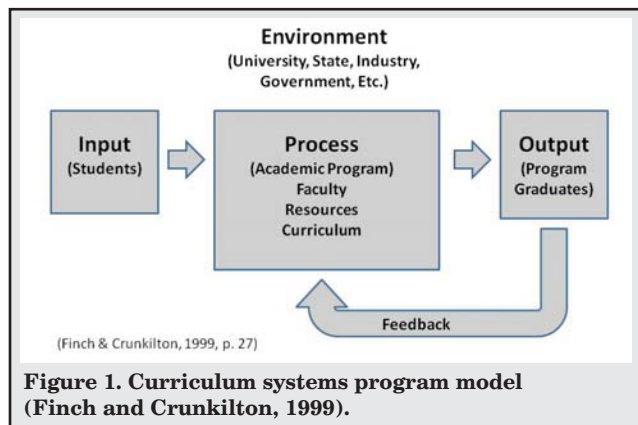 Environment
(University, State, Industry,
Government, Etc.)
Input
(Students)
Process
(Academic Program)
Faculty
Resources
Curriculum
Output
(Program
Graduates)
Feedback
(Finch & Crunkilton, 1999, p. 27)
Figure 1. Curriculum systems program model
(Finch and Crunkilton, 1999).